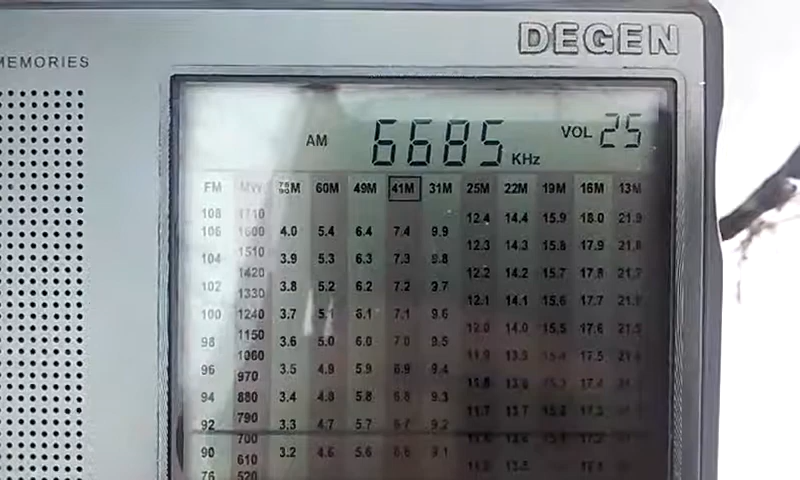 DEGEN
MEMORIES
AM 6685 KHz VOL 25
FM MW 75 90 M 60M 49M 41M 31M 25M 22M 19M 16M 13M
108 1710 12.4 14.4 15.9 18.0 21.9
106 1600 4.0 5.4 6.4 7.4 9.9
1510 12.3 14.3 15.8 17.9 21.8
104 3.9 5.3 6.3 7.3 9.8
1420 12.2 14.2 15.7 17.8 21.7
102 3.8 5.2 6.2 7.2 9.7
1330 12.1 14.1 15.6 17.7
100 1240 3.7 5.1 6.1 7.1 9.6
1150 12.0 14.0 15.5 17.6 21.5
98 3.6 5.0 6.0 7.0 9.5
1060 11.9 17.5
96 3.5 4.9 5.9 6.9 9.4
970 11.8
94 880 3.4 4.8 5.8 6.8 9.3
790 11.7 13.7
92 3.3 4.7 5.7 6.7 9.2
700
90 3.2 4.6 5.6 6.6 9.1
610
76 520